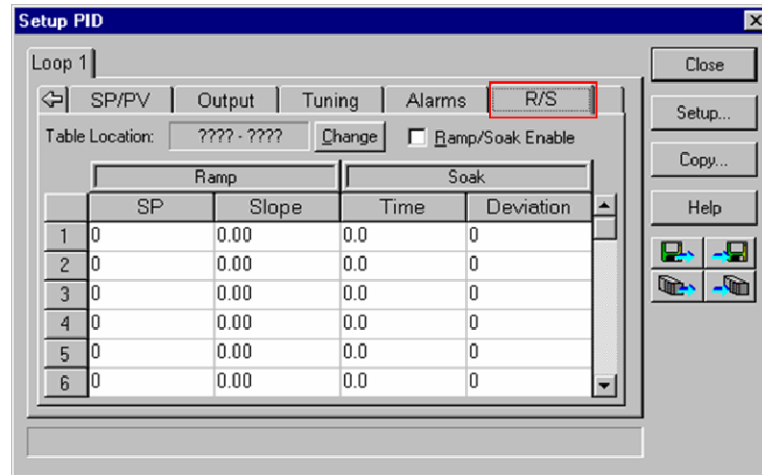 Setup PID
Loop 1
SP/PV Output Tuning Alarms R/S
Table Location: ???? - ???? Change Ramp/Soak Enable
Ramp Soak
SP Slope Time Deviation
1 0 0.00 0.0 0
2 0 0.00 0.0 0
3 0 0.00 0.0 0
4 0 0.00 0.0 0
5 0 0.00 0.0 0
6 0 0.00 0.0 0
Close
Setup...
Copy...
Help